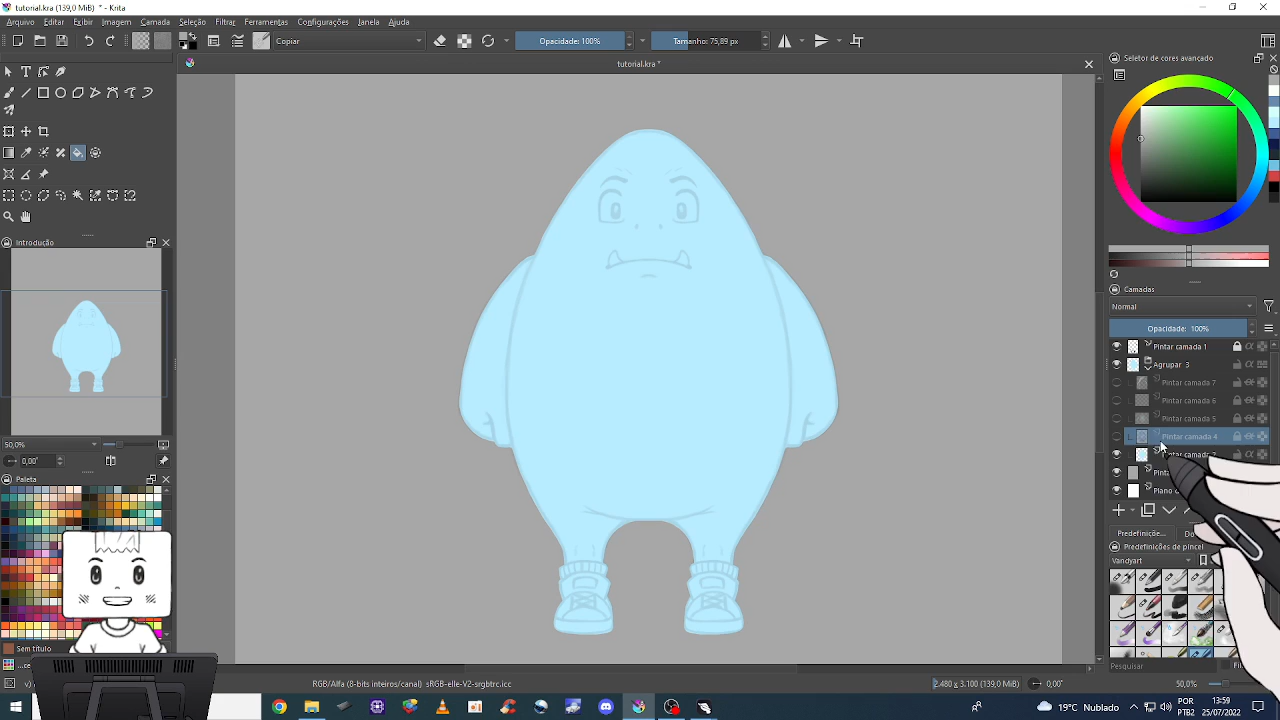 tutorial.kra (139,0 MiB) * - Krita
Arquivo Editar Exibir Imagem Camada Seleção Filtrar Ferramentas Configurações Janela Ajuda
Copiar
Opacidade: 100%
Tamanho: 75,89 px
tutorial.kra *
Seletor de cores avançado
Introdução
50,0%
0,00°
Paleta
Sem título
Camadas
Normal
Opacidade: 100%
Pintar camada 1
Agrupar 3
Pintar camada 7
Pintar camada 6
Pintar camada 5
Pintar camada 4
Plano
Predefinição...
Predefinições de pincel
Vandyart
Pesquisar
RGB/Alfa (8-bits inteiros/canal) sRGB-elle-V2-srgbtrc.icc
2.480 x 3.100 (139,0 MiB)
0,00°
50,0%
19°C Nublado
POR
PTB2
13:59
25/07/2022